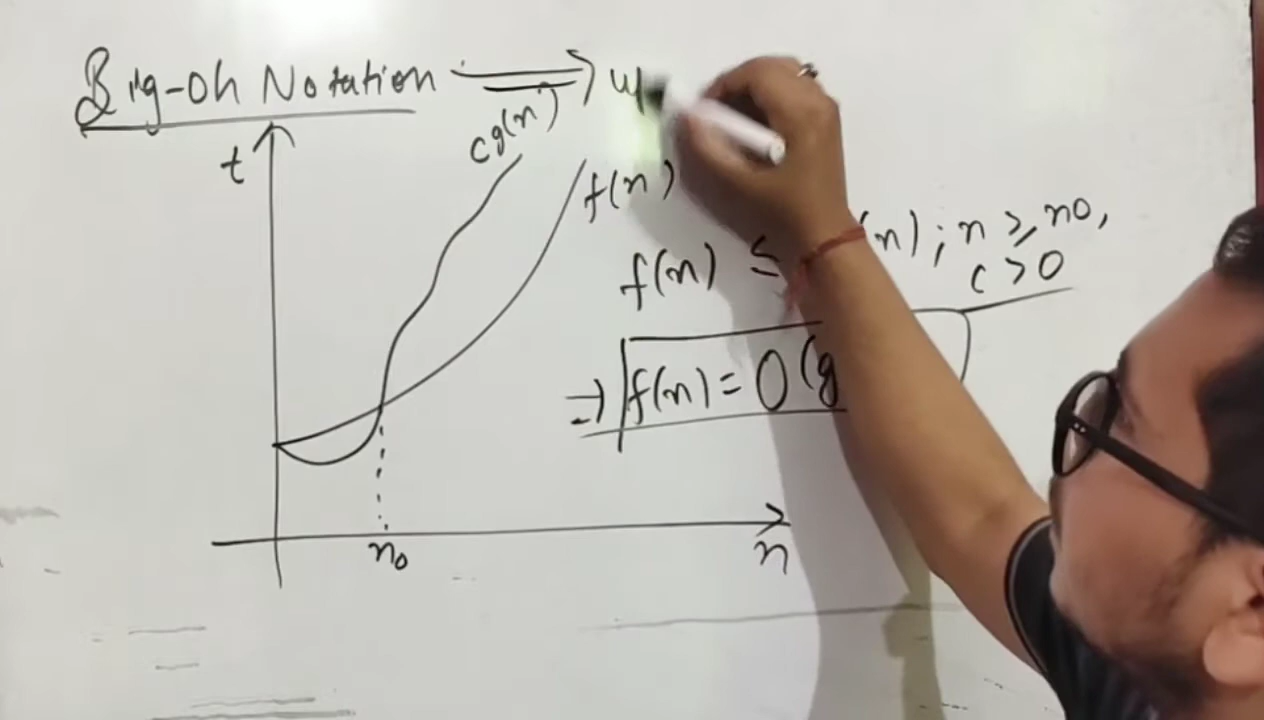 Big-Oh Notation
t
cg(n)
f(n)
f(n) ≤ (n) ; n ≥ n0,
c > 0
⇒ f(n) = O(g
n0
n